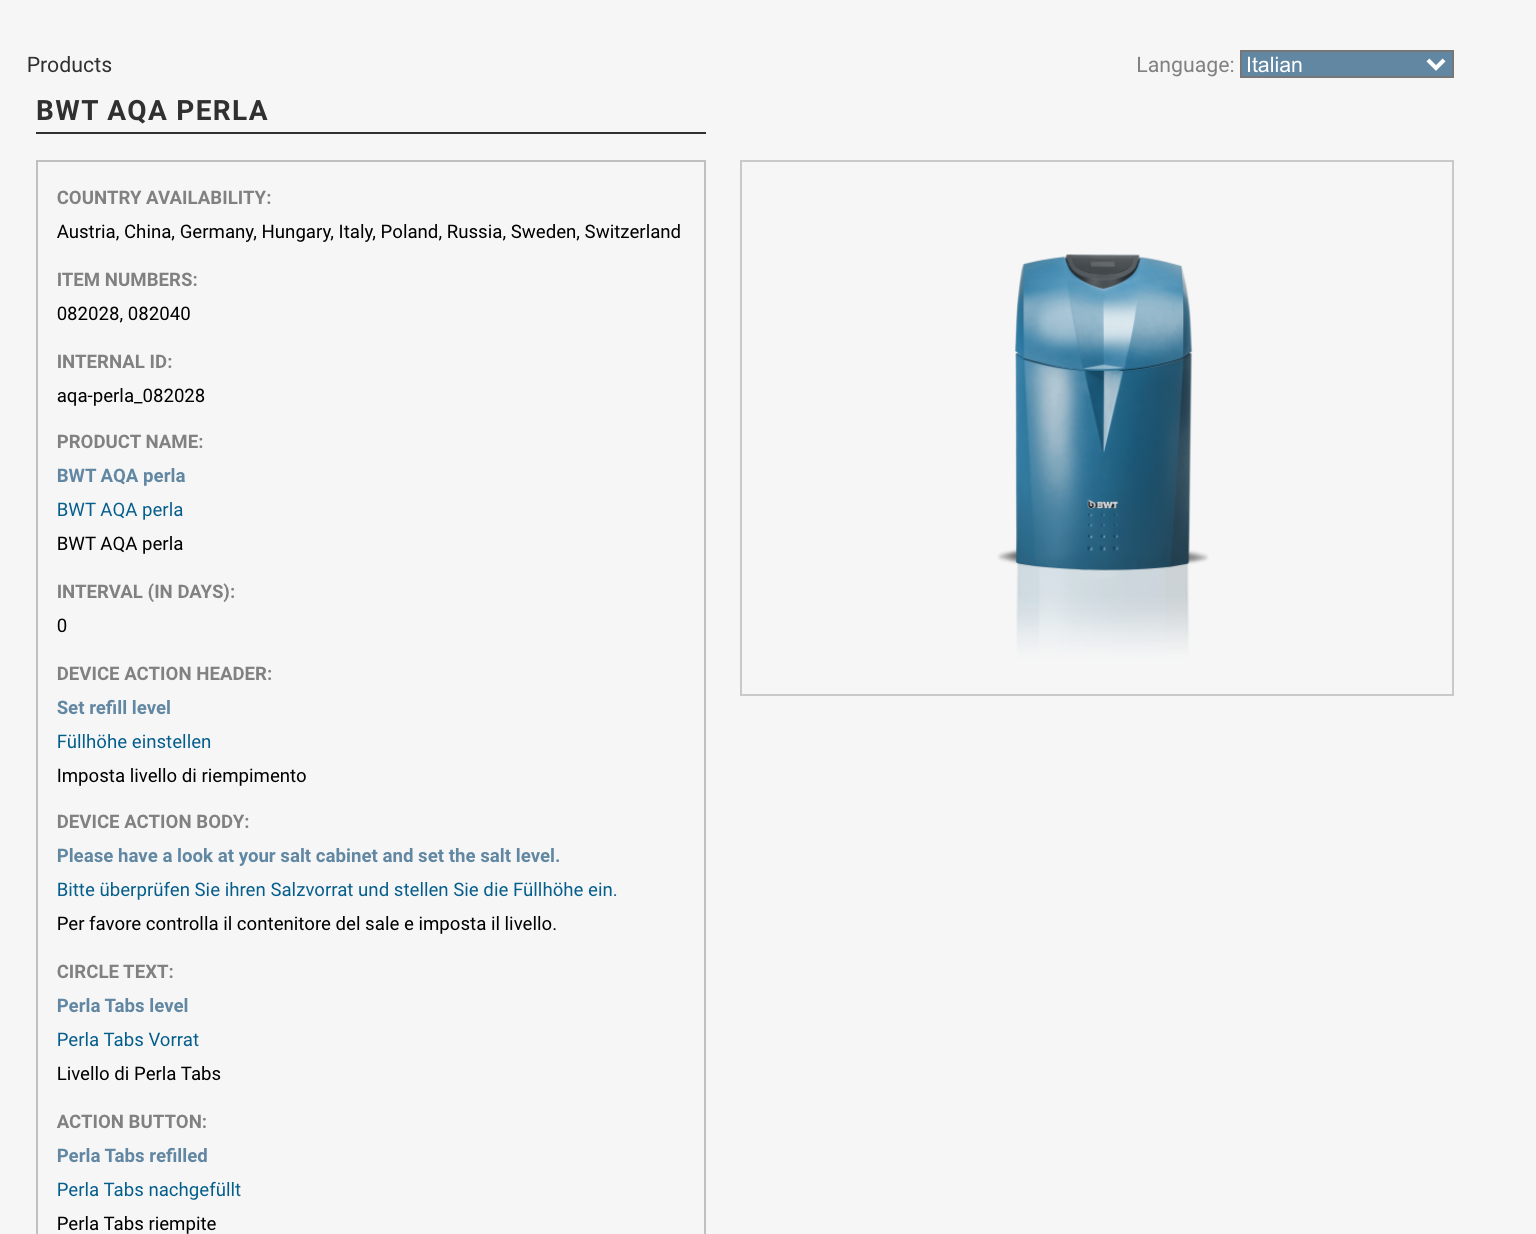 Products
Language: Italian
BWT AQA PERLA
COUNTRY AVAILABILITY:
Austria, China, Germany, Hungary, Italy, Poland, Russia, Sweden, Switzerland
ITEM NUMBERS:
082028, 082040
INTERNAL ID:
aqa-perla_082028
PRODUCT NAME:
BWT AQA perla
BWT AQA perla
BWT AQA perla
INTERVAL (IN DAYS):
0
DEVICE ACTION HEADER:
Set refill level
Füllhöhe einstellen
Imposta livello di riempimento
DEVICE ACTION BODY:
Please have a look at your salt cabinet and set the salt level.
Bitte überprüfen Sie ihren Salzvorrat und stellen Sie die Füllhöhe ein.
Per favore controlla il contenitore del sale e imposta il livello.
CIRCLE TEXT:
Perla Tabs level
Perla Tabs Vorrat
Livello di Perla Tabs
ACTION BUTTON:
Perla Tabs refilled
Perla Tabs nachgefüllt
Perla Tabs riempite
BWT